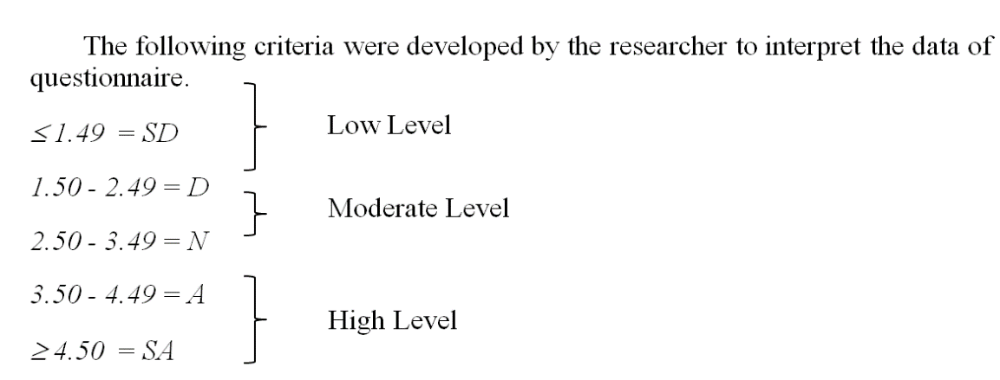 The following criteria were developed by the researcher to interpret the data of
questionnaire.
≤1.49 = SD
Low Level
1.50 - 2.49 = D
Moderate Level
2.50 - 3.49 = N
3.50 - 4.49 = A
High Level
≥4.50 = SA